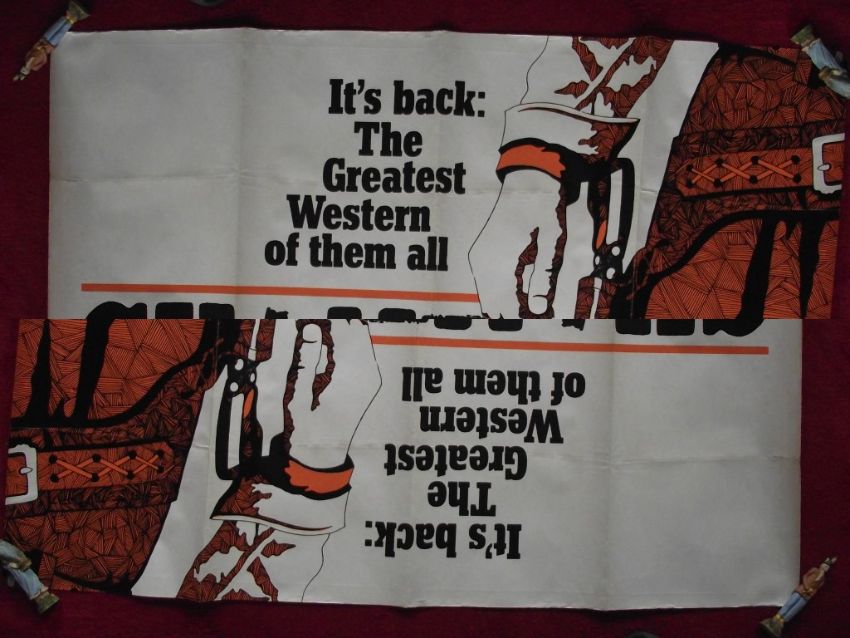 It's back:
The
Greatest
Western
of them all
of them all
Western
Greatest
The
It's back: